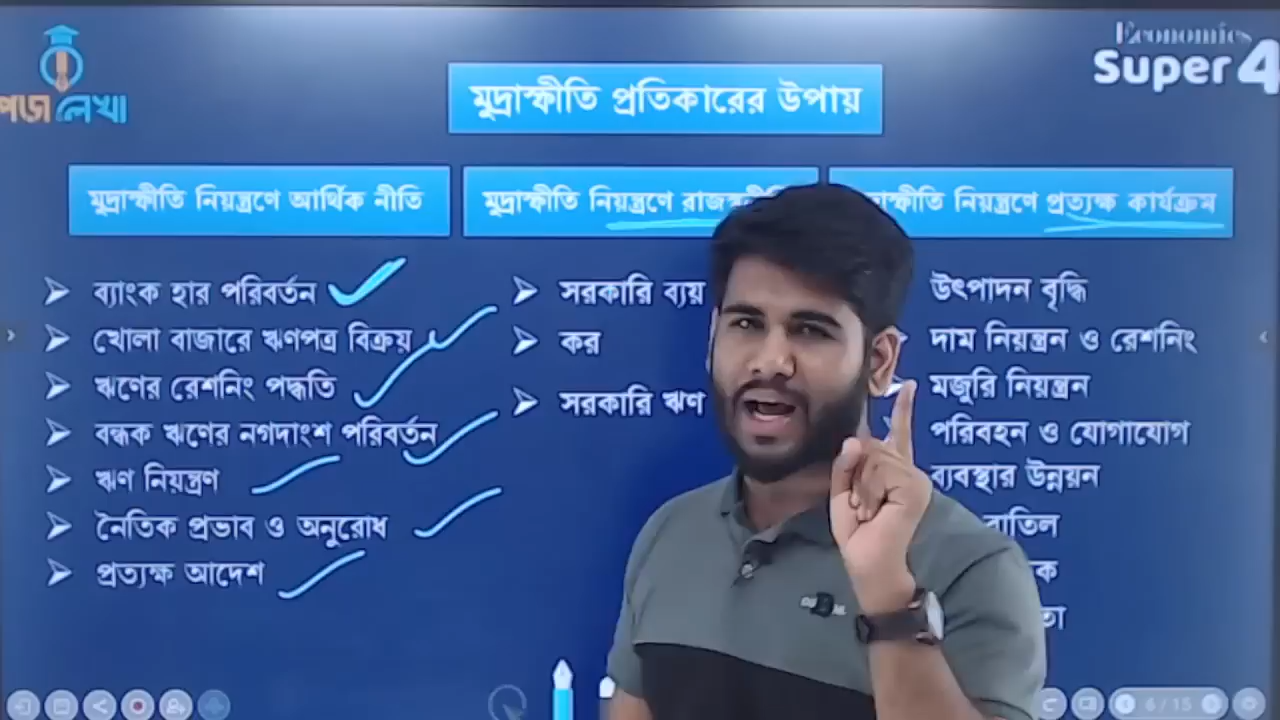 Economics
Super 4
পড়া লেখা
মুদ্রাস্ফীতি প্রতিকারের উপায়
মুদ্রাস্ফীতি নিয়ন্ত্রণে আর্থিক নীতি
ব্যাংক হার পরিবর্তন
খোলা বাজারে ঋণপত্র বিক্রয়
ঋণের রেশনিং পদ্ধতি
বন্ধক ঋণের নগদাংশ পরিবর্তন
ঋণ নিয়ন্ত্রণ
নৈতিক প্রভাব ও অনুরোধ
প্রত্যক্ষ আদেশ
মুদ্রাস্ফীতি নিয়ন্ত্রণে
সরকারি ব্যয়
কর
সরকারি ঋণ
নিয়ন্ত্রণে প্রত্যক্ষ কার্যক্রম
উৎপাদন বৃদ্ধি
দাম নিয়ন্ত্রন ও রেশনিং
মজুরি নিয়ন্ত্রন
পরিবহন ও যোগাযোগ
ব্যবস্থার উন্নয়ন
6 / 15